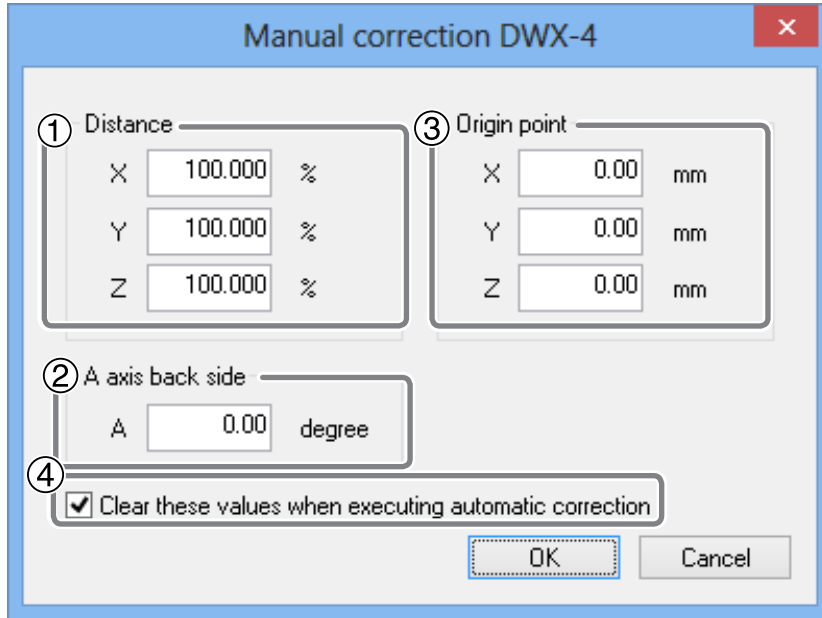 Manual correction DWX-4
① Distance
X 100.000 %
Y 100.000 %
Z 100.000 %
③ Origin point
X 0.00 mm
Y 0.00 mm
Z 0.00 mm
② A axis back side
A 0.00 degree
④
Clear these values when executing automatic correction
OK Cancel